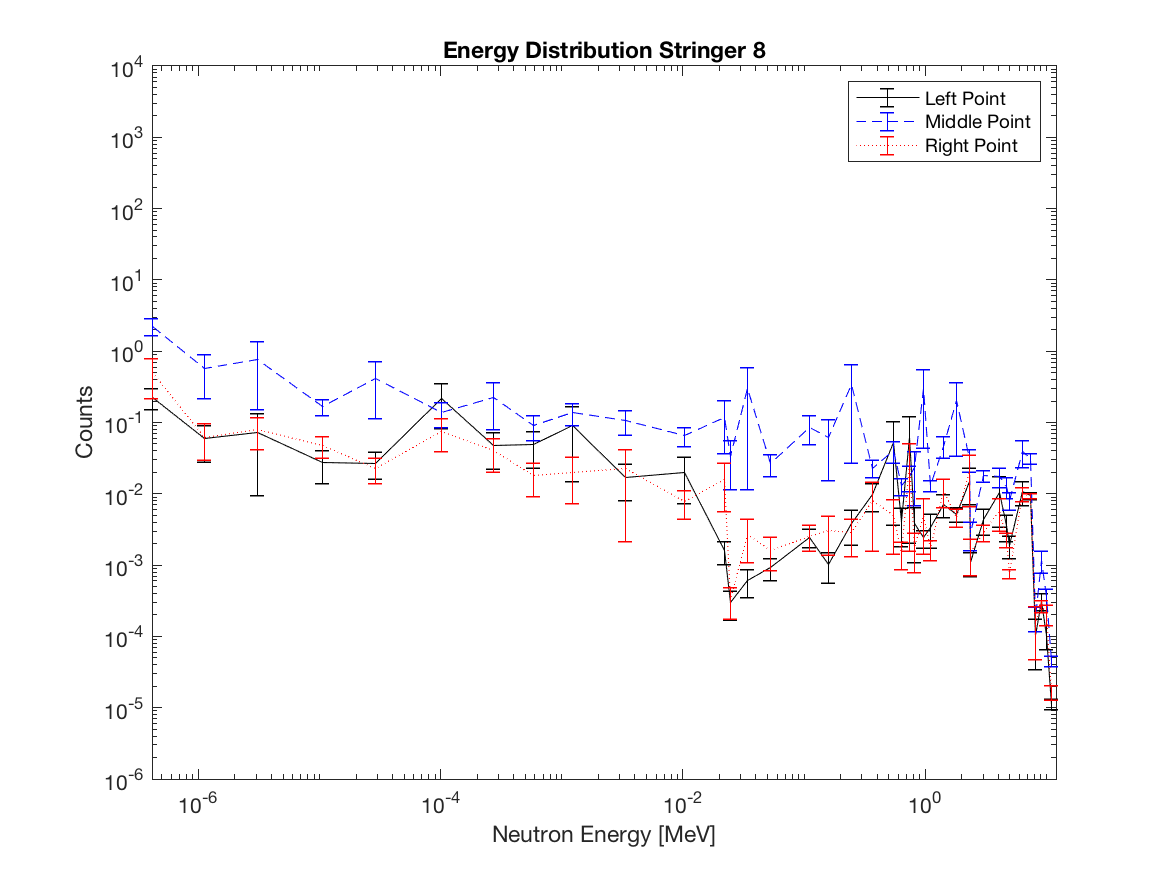 Energy Distribution Stringer 8
10^4
10^3
10^2
10^1
10^0
10^-1
10^-2
10^-3
10^-4
10^-5
10^-6
Counts
Left Point
Middle Point
Right Point
10^-6
10^-4
10^-2
10^0
Neutron Energy [MeV]